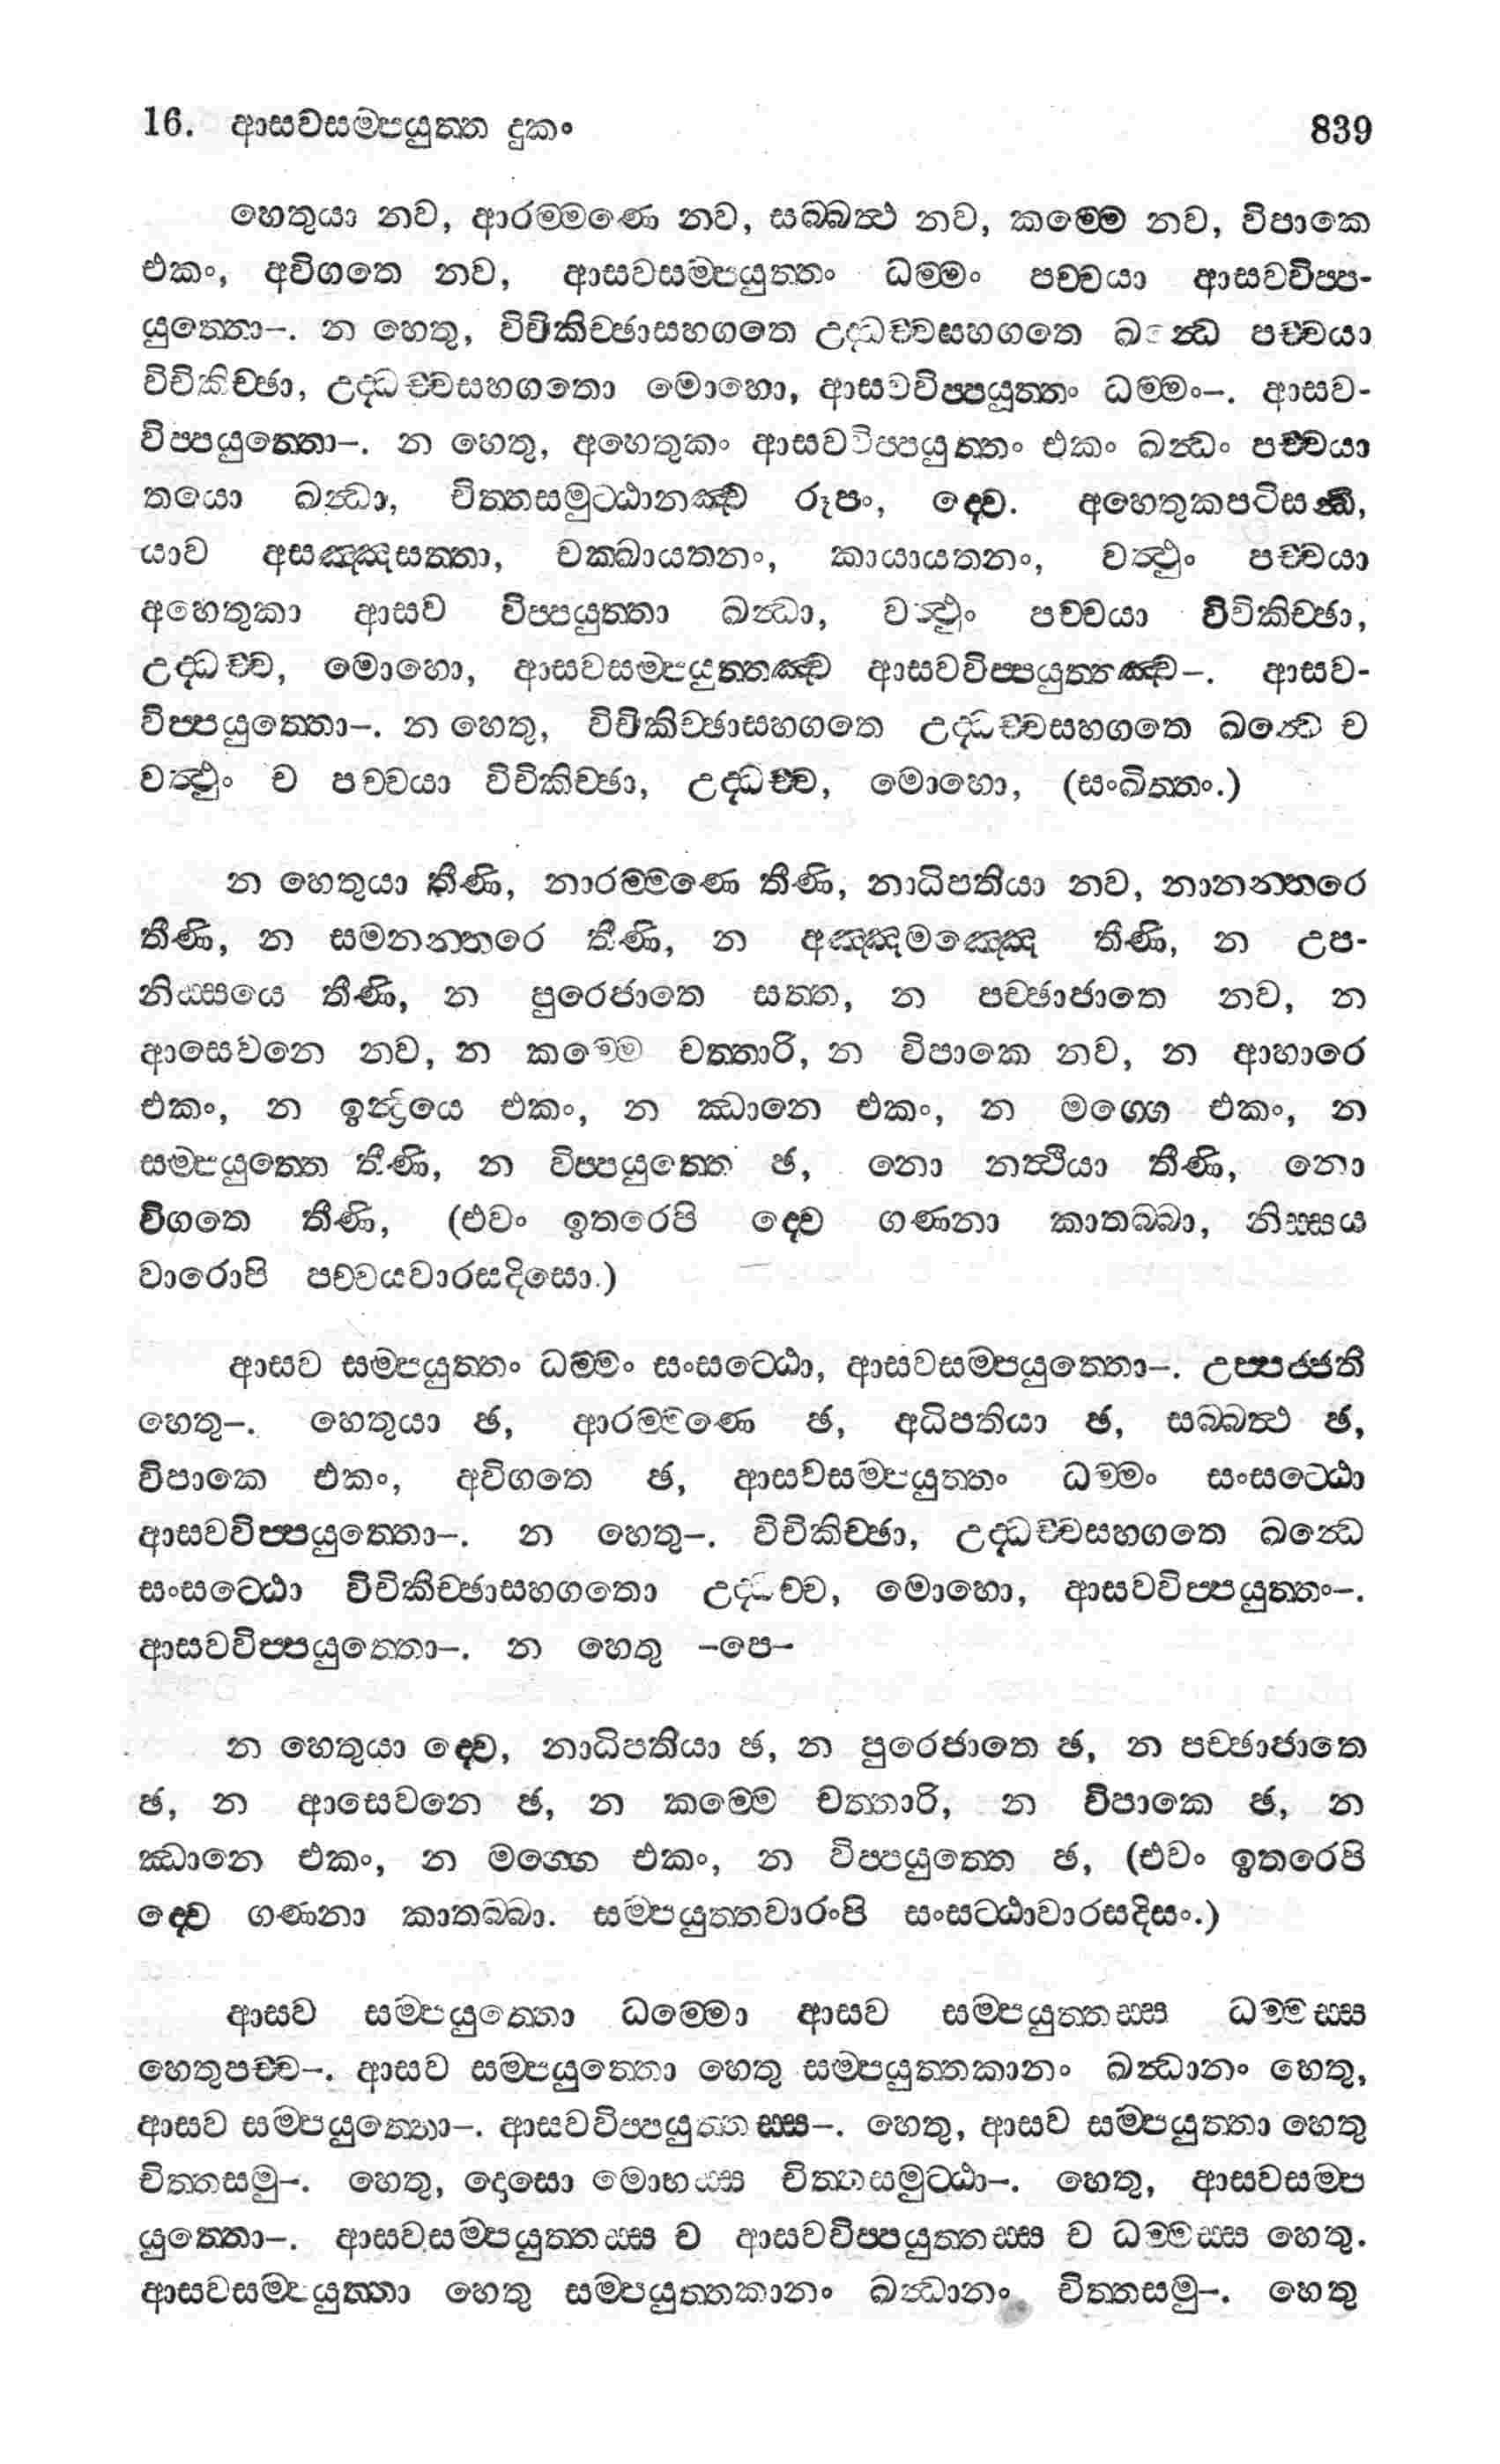 16. ආසවසම්පයුත්ත දුකං 839
හෙතුයා නව, ආරම්මණෙ නව, සබ්බත්ථ නව, කම්මෙ නව, විපාකෙ
එකං, අවිගතෙ නව, ආසවසම්පයුත්තං ධම්මං පච්චයා ආසවවිප්ප-
යුත්තො–. න හෙතු, විචිකිච්ඡාසහගතෙ උද්ධච්චසහගතෙ පච්චයා
විචිකිච්ඡා, උද්ධච්චසහගතො මොහො, ආසවවිප්පයුත්තං ධම්මං–. ආසව-
විප්පයුත්තො–. න හෙතු, අහෙතුකං ආසවවිප්පයුත්තං එකං ඛන්ධං පච්චයා
තයො ඛන්ධා, චිත්තසමුට්ඨානඤ්ච රූපං, ද්වෙ. අහෙතුකපටිසන්ධි,
යාව අසඤ්ඤසත්තා, චක්ඛායතනං, කායායතනං, වත්ථුං පච්චයා
අහෙතුකා ආසව විප්පයුත්තා ඛන්ධා, වත්ථුං පච්චයා විචිකිච්ඡා,
උද්ධච්ච, මොහො, ආසවසම්පයුත්තඤ්ච ආසවවිප්පයුත්තඤ්ච–. ආසව-
විප්පයුත්තො–. න හෙතු, විචිකිච්ඡාසහගතෙ උද්ධච්චසහගතෙ ඛන්ධෙ ච
වත්ථුං ච පච්චයා විචිකිච්ඡා, උද්ධච්ච, මොහො, (සංඛිත්තං.)
න හෙතුයා තීණි, නාරම්මණෙ තීණි, නාධිපතියා නව, නානන්තරෙ
තීණි, න සමනන්තරෙ තීණි, න අඤ්ඤමඤ්ඤෙ තීණි, න උප-
නිස්සයෙ තීණි, න පුරෙජාතෙ සත්ත, න පච්ඡාජාතෙ නව, න
ආසෙවනෙ නව, න කම්මෙ චත්තාරි, න විපාකෙ නව, න ආහාරෙ
එකං, න ඉන්ද්‍රියෙ එකං, න ඣානෙ එකං, න මග්ගෙ එකං, න
සම්පයුත්තෙ තීණි, න විප්පයුත්තෙ ඡ, නො නත්ථියා තීණි, නො
විගතෙ තීණි, (එවං ඉතරෙපි ද්වෙ ගණනා කාතබ්බා, නිස්සය
වාරොපි පච්චයවාරසදිසො.)
ආසව සම්පයුත්තං ධම්මං සංසට්ඨො, ආසවසම්පයුත්තො–. උප්පජ්ජති
හෙතු–. හෙතුයා ඡ, ආරම්මණෙ ඡ, අධිපතියා ඡ, සබ්බත්ථ ඡ,
විපාකෙ එකං, අවිගතෙ ඡ, ආසවසම්පයුත්තං ධම්මං සංසට්ඨො
ආසවවිප්පයුත්තො–. න හෙතු–. විචිකිච්ඡා, උද්ධච්චසහගතෙ ඛන්ධෙ
සංසට්ඨො විචිකිච්ඡාසහගතො උද්ධච්ච, මොහො, ආසවවිප්පයුත්තං–.
ආසවවිප්පයුත්තො–. න හෙතු –පෙ–
න හෙතුයා ද්වෙ, නාධිපතියා ඡ, න පුරෙජාතෙ ඡ, න පච්ඡාජාතෙ
ඡ, න ආසෙවනෙ ඡ, න කම්මෙ චත්තාරි, න විපාකෙ ඡ, න
ඣානෙ එකං, න මග්ගෙ එකං, න විප්පයුත්තෙ ඡ, (එවං ඉතරෙපි
ද්වෙ ගණනා කාතබ්බා. සම්පයුත්තවාරංපි සංසට්ඨාවාරසදිසං.)
ආසව සම්පයුත්තො ධම්මො ආසව සම්පයුත්තස්ස ධම්මස්ස
හෙතුපච්ච–. ආසව සම්පයුත්තො හෙතු සම්පයුත්තකානං ඛන්ධානං හෙතු,
ආසව සම්පයුත්තො–. ආසවවිප්පයුත්තස්ස–. හෙතු, ආසව සම්පයුත්තා හෙතු
චිත්තසමු–. හෙතු, දොසො මොහස්ස චිත්තසමුට්ඨා–. හෙතු, ආසවසම්ප
යුත්තො–. ආසවසම්පයුත්තස්ස ච ආසවවිප්පයුත්තස්ස ච ධම්මස්ස හෙතු.
ආසවසම්පයුත්තා හෙතු සම්පයුත්තකානං ඛන්ධානං චිත්තසමු–. හෙතු